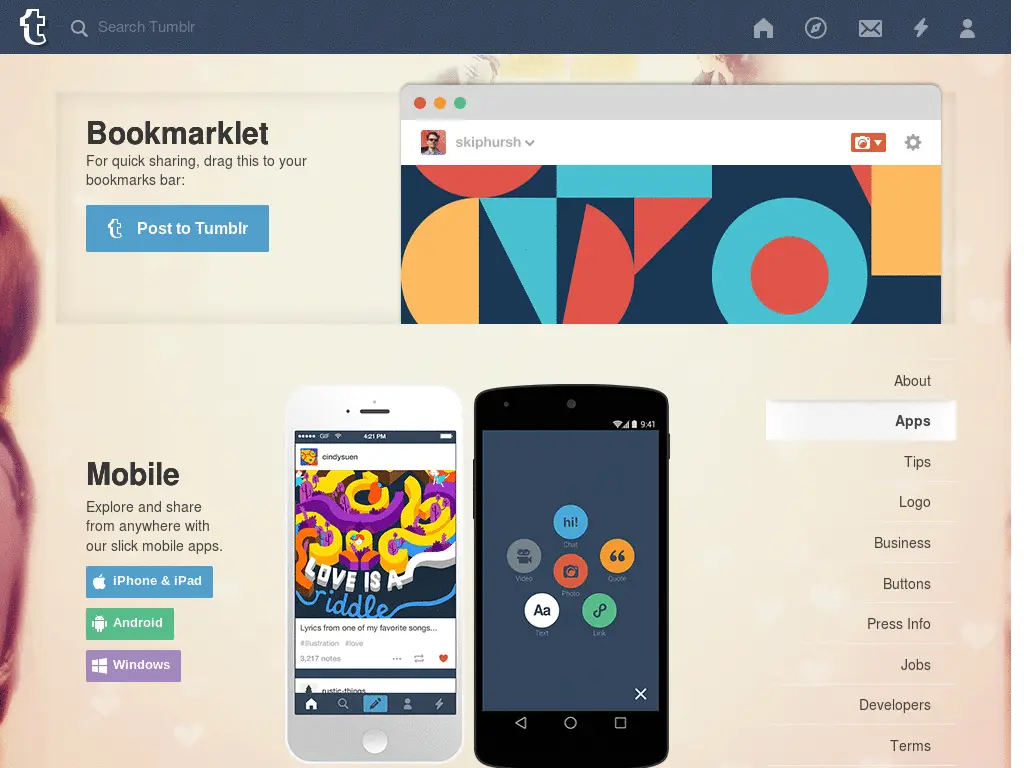 Search Tumblr
Bookmarklet
For quick sharing, drag this to your
bookmarks bar:
Post to Tumblr
skiphursh
About
Apps
Tips
Logo
Business
Buttons
Press Info
Jobs
Developers
Terms
Mobile
Explore and share
from anywhere with
our slick mobile apps.
iPhone & iPad
Android
Windows
GIF
4:21 PM
cindysuen
LOVE IS A
riddle
Lyrics from one of my favorite songs...
#illustration #love
3,217 notes
rustic-things
9:41
hi!
Chat
Video
Quote
Photo
Aa
Text
Link